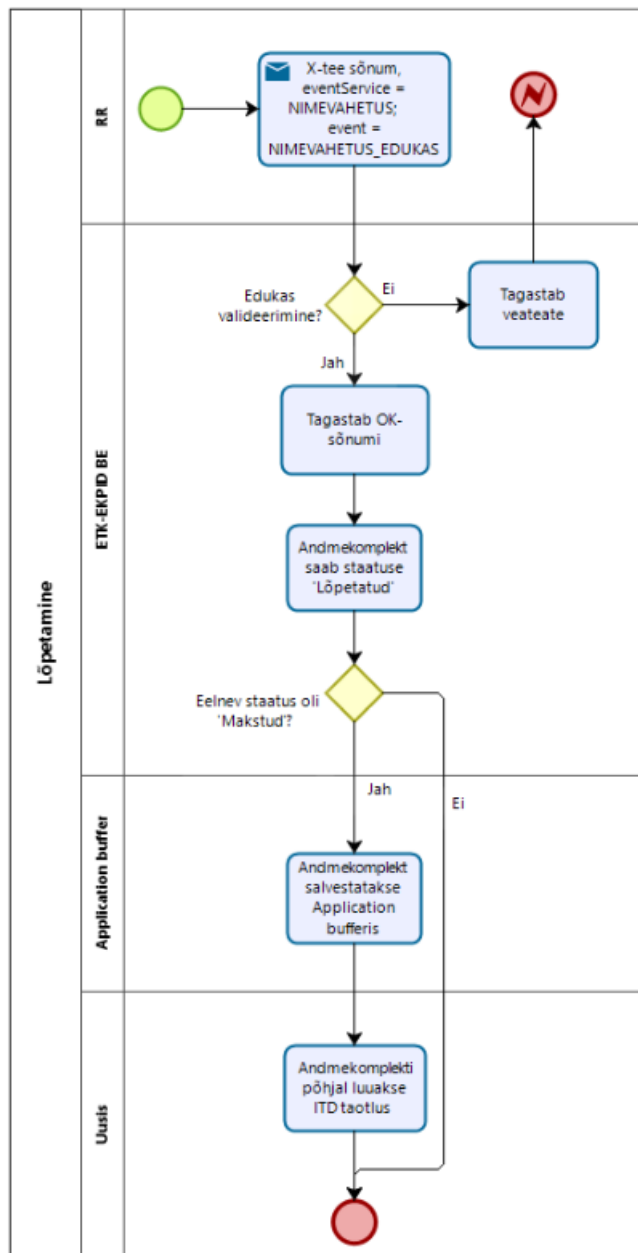 Lõpetamine
RR
X-tee sõnum,
eventService =
NIMEVAHETUS;
event =
NIMEVAHETUS_EDUKAS
ETK-EKPID BE
Edukas
valideerimine?
Ei
Tagastab
veateate
Jah
Tagastab OK-
sõnumi
Andmekomplekt
saab staatuse
'Lõpetatud'
Eelnev staatus oli
'Makstud'?
Jah
Ei
Application buffer
Andmekomplekt
salvestatakse
Application
bufferis
Uusis
Andmekomplekti
põhjal luuakse
ITD taotlus